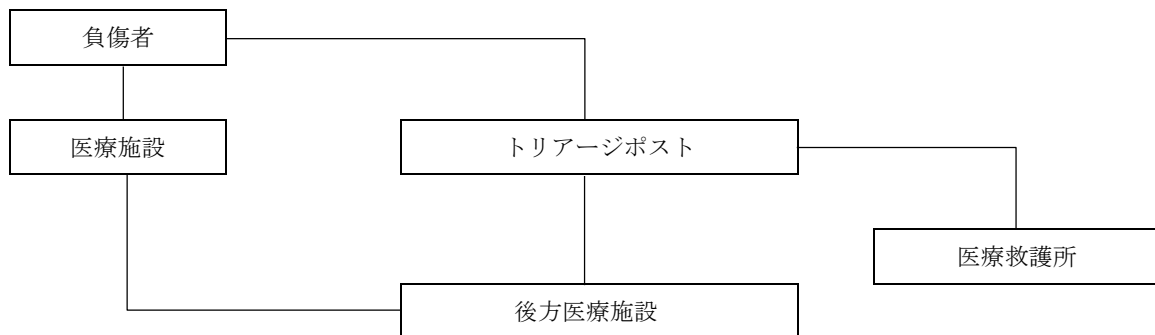 負傷者
医療施設
トリアージポスト
医療救護所
後方医療施設